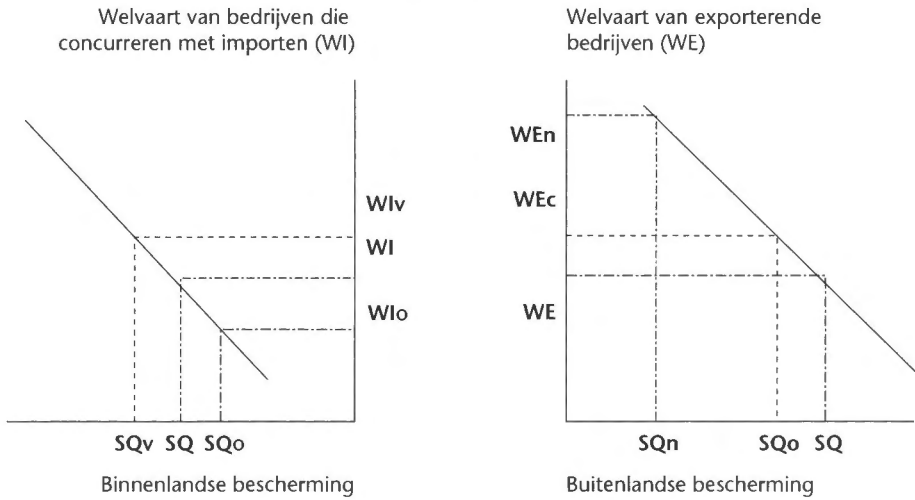 Welvaart van bedrijven die
concurreren met importen (WI)
WIv
WI
WIo
SQv SQ SQo
Binnenlandse bescherming
Welvaart van exporterende
bedrijven (WE)
WEn
WEc
WE
SQn SQo SQ
Buitenlandse bescherming